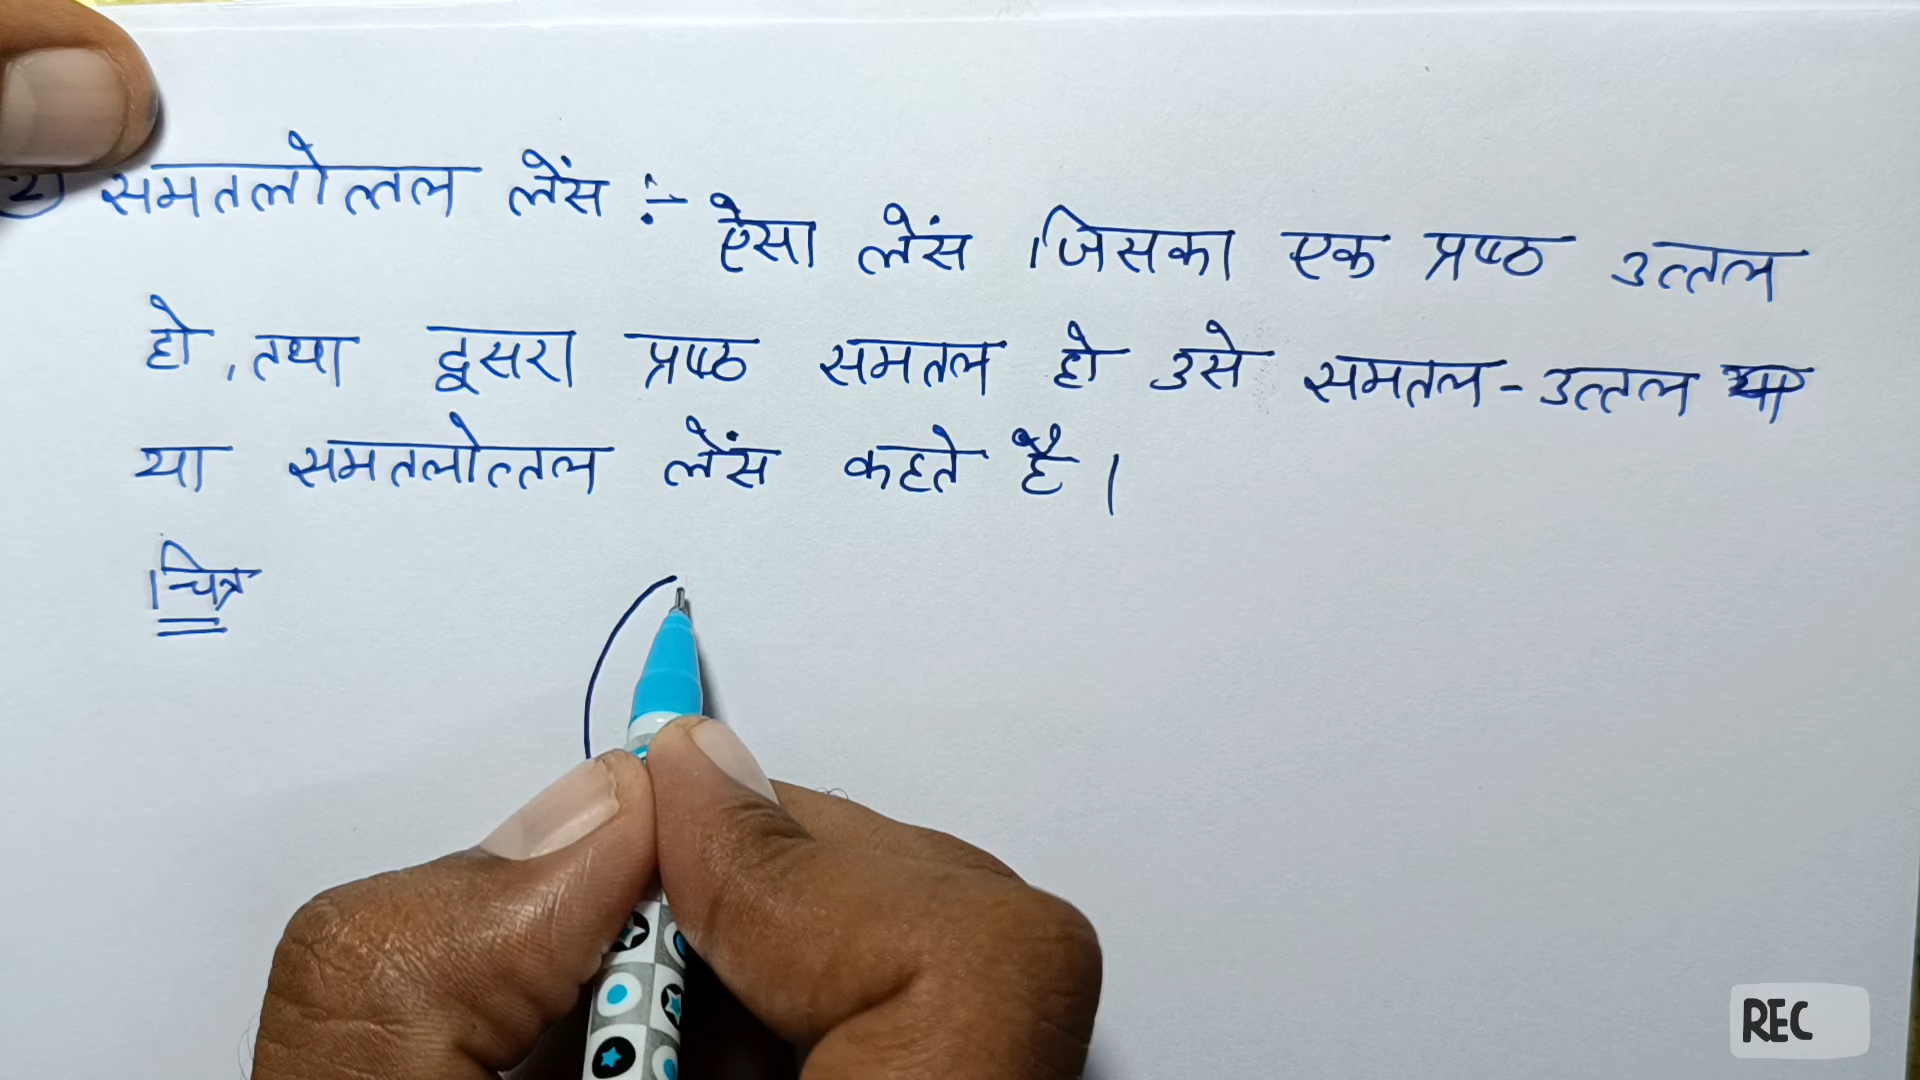 2) समतलोत्तल लेंस :- ऐसा लेंस जिसका एक प्रष्ठ उत्तल
हो, तथा दूसरा प्रष्ठ समतल हो उसे समतल-उत्तल या
या समतलोत्तल लेंस कहते है।
चित्र
REC